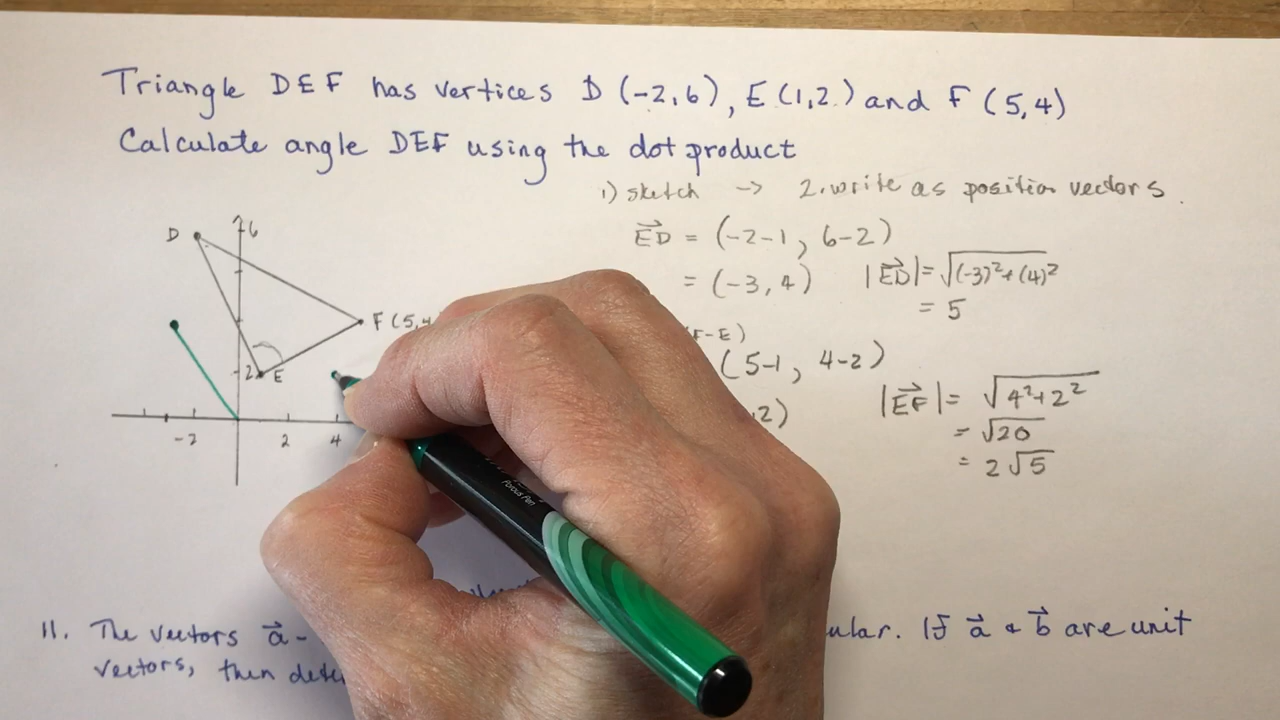 Triangle DEF has vertices D (-2,6), E (1,2) and F (5,4)
Calculate angle DEF using the dot product
1) sketch → 2. write as position vectors.
ED→ = (-2-1, 6-2)
= (-3, 4)
|ED→| = √(-3)²+(4)²
= 5
F-E)
(5-1, 4-2)
2)
|EF→| = √4²+2²
= √20
= 2√5
D
6
F (5,4
2
E
-2
2
4
Porous Pen
11. The vectors a→ -
ular. If a→ & b→ are unit
vectors, then